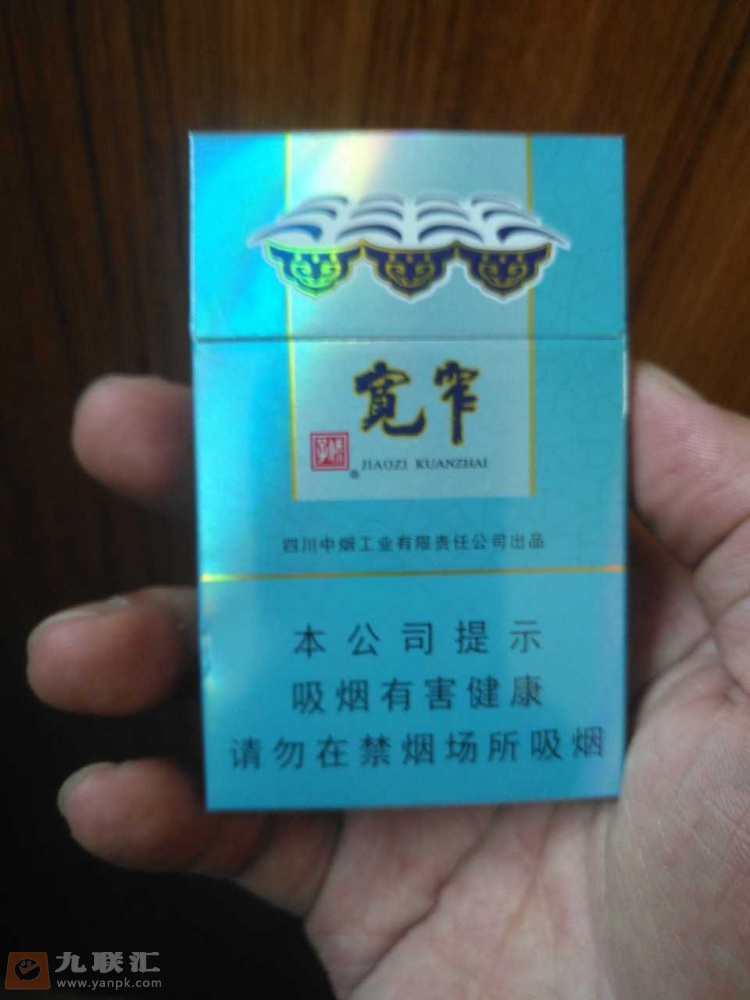 宽窄
娇子
® JIAOZI KUANZHAI
四川中烟工业有限责任公司出品
本公司提示
吸烟有害健康
请勿在禁烟场所吸烟
九联汇
www.yanpk.com